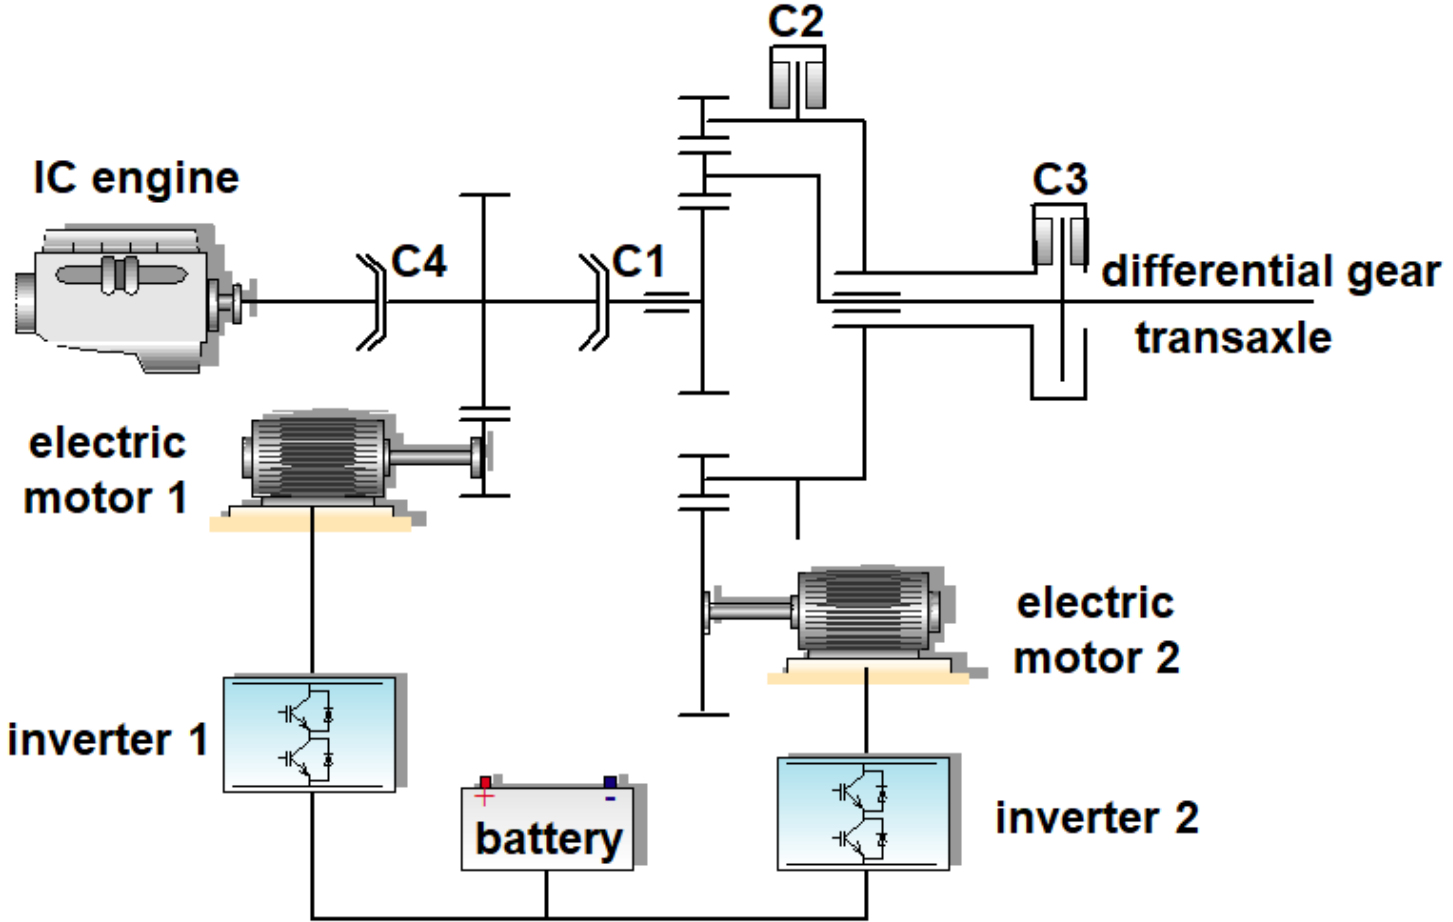 C2
IC engine
C3
C4
C1
differential gear
transaxle
electric
motor 1
electric
motor 2
inverter 1
+ -
battery
inverter 2